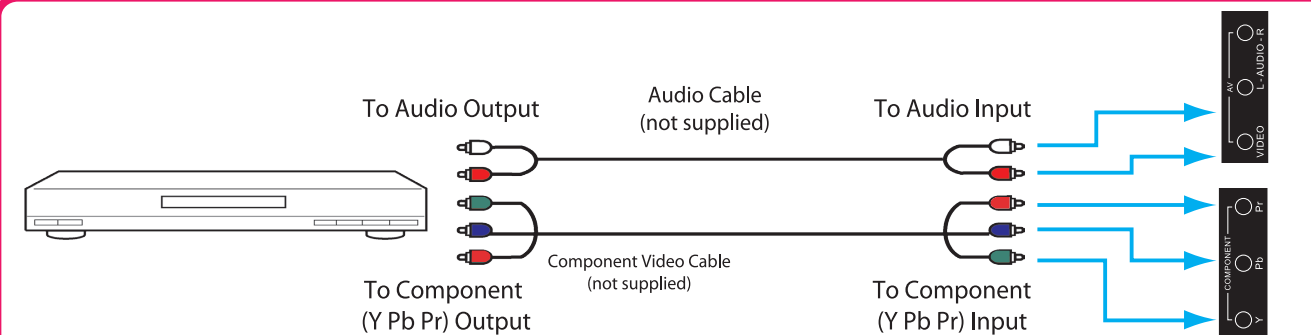 To Audio Output
Audio Cable
(not supplied)
To Audio Input
Component Video Cable
(not supplied)
To Component
(Y Pb Pr) Output
To Component
(Y Pb Pr) Input
AV
VIDEO
L - AUDIO - R
COMPONENT
Y
Pb
Pr